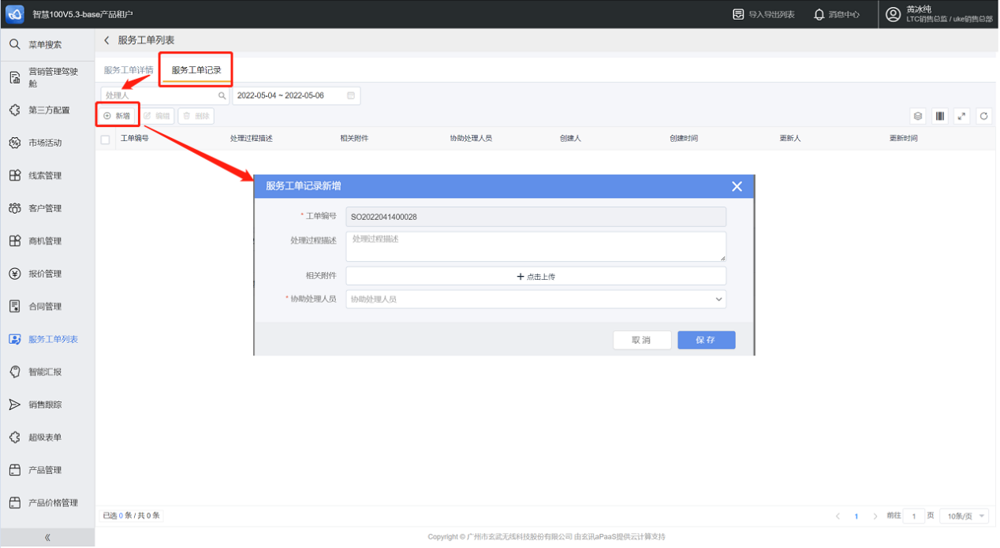 智慧100V5.3-base产品租户
导入导出列表
消息中心
黄冰纯
LTC销售总监 / uke销售总部
菜单搜索
营销管理驾驶
舱
第三方配置
市场活动
线索管理
客户管理
商机管理
报价管理
合同管理
服务工单列表
智能汇报
销售跟踪
超级表单
产品管理
产品价格管理
服务工单列表
服务工单详情 服务工单记录
处理人 2022-05-04 ~ 2022-05-06
新增 编辑 删除
工单编号 处理过程描述 相关附件 协助处理人员 创建人 创建时间 更新人 更新时间
服务工单记录新增
* 工单编号 SO2022041400028
处理过程描述 处理过程描述
相关附件 + 点击上传
* 协助处理人员 协助处理人员
取 消 保 存
已选 0 条 / 共 0 条
1 前往 1 页 10条/页
Copyright © 广州市玄武无线科技股份有限公司 由玄讯aPaaS提供云计算支持